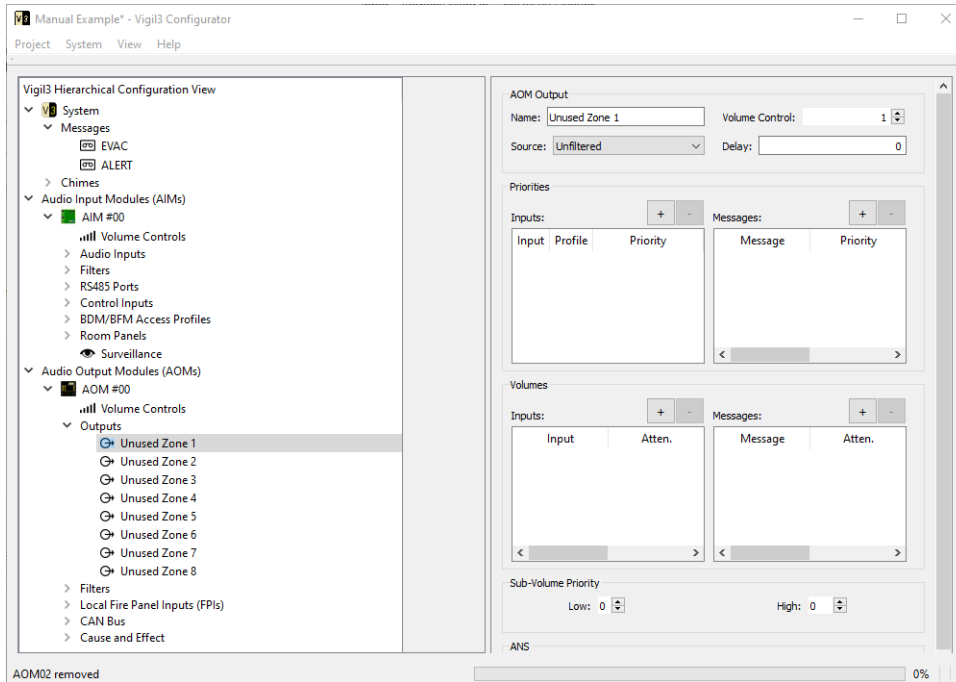 Manual Example* - Vigil3 Configurator
Project System View Help
Vigil3 Hierarchical Configuration View
V3 System
Messages
EVAC
ALERT
Chimes
Audio Input Modules (AIMs)
AIM #00
Volume Controls
Audio Inputs
Filters
RS485 Ports
Control Inputs
BDM/BFM Access Profiles
Room Panels
Surveillance
Audio Output Modules (AOMs)
AOM #00
Volume Controls
Outputs
Unused Zone 1
Unused Zone 2
Unused Zone 3
Unused Zone 4
Unused Zone 5
Unused Zone 6
Unused Zone 7
Unused Zone 8
Filters
Local Fire Panel Inputs (FPIs)
CAN Bus
Cause and Effect
AOM Output
Name: Unused Zone 1 Volume Control: 1
Source: Unfiltered Delay: 0
Priorities
Inputs: + - Messages: + -
Input Profile Priority Message Priority
Volumes
Inputs: + - Messages: + -
Input Atten. Message Atten.
Sub-Volume Priority
Low: 0 High: 0
ANS
AOM02 removed 0%